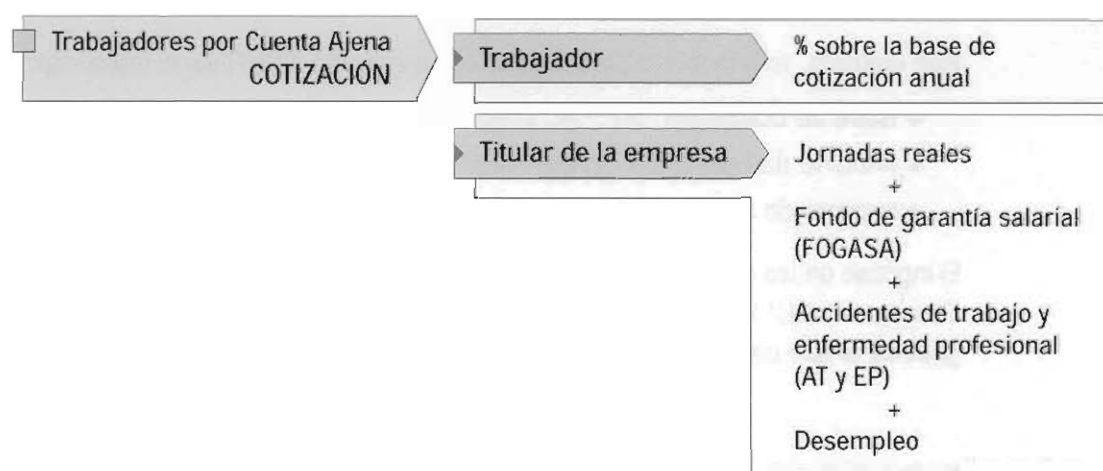 Trabajadores por Cuenta Ajena
COTIZACIÓN
Trabajador
% sobre la base de
cotización anual
Titular de la empresa
Jornadas reales
+
Fondo de garantía salarial
(FOGASA)
+
Accidentes de trabajo y
enfermedad profesional
(AT y EP)
+
Desempleo